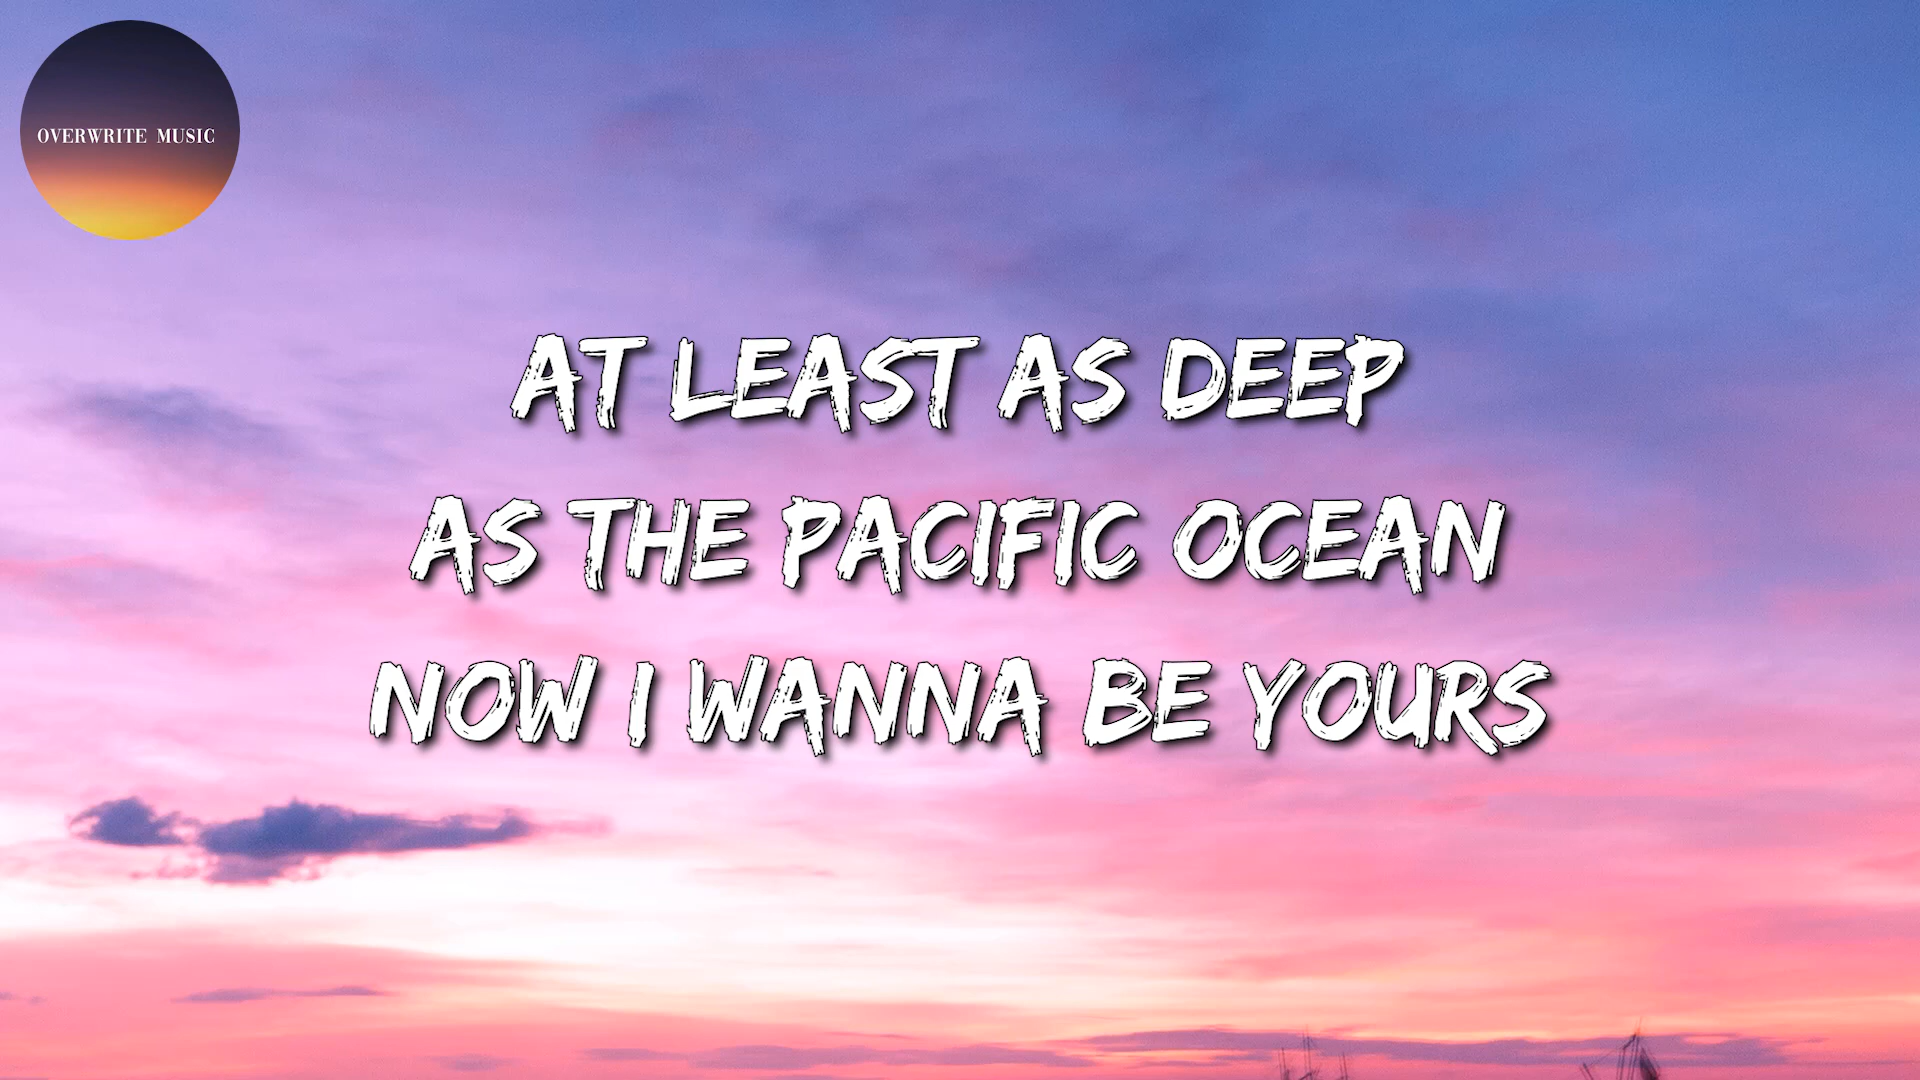 OVERWRITE MUSIC
AT LEAST AS DEEP
AS THE PACIFIC OCEAN
NOW I WANNA BE YOURS